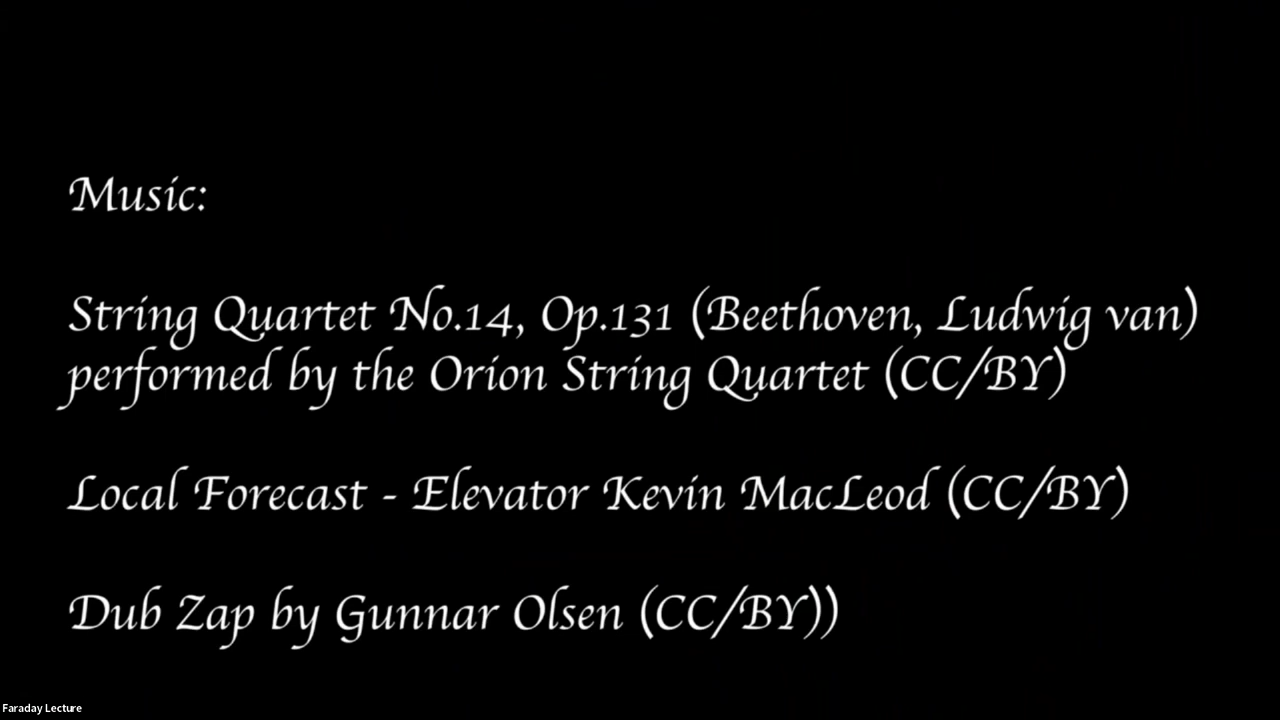 Music:
String Quartet No.14, Op.131 (Beethoven, Ludwig van)
performed by the Orion String Quartet (CC/BY)
Local Forecast - Elevator Kevin MacLeod (CC/BY)
Dub Zap by Gunnar Olsen (CC/BY))
Faraday Lecture